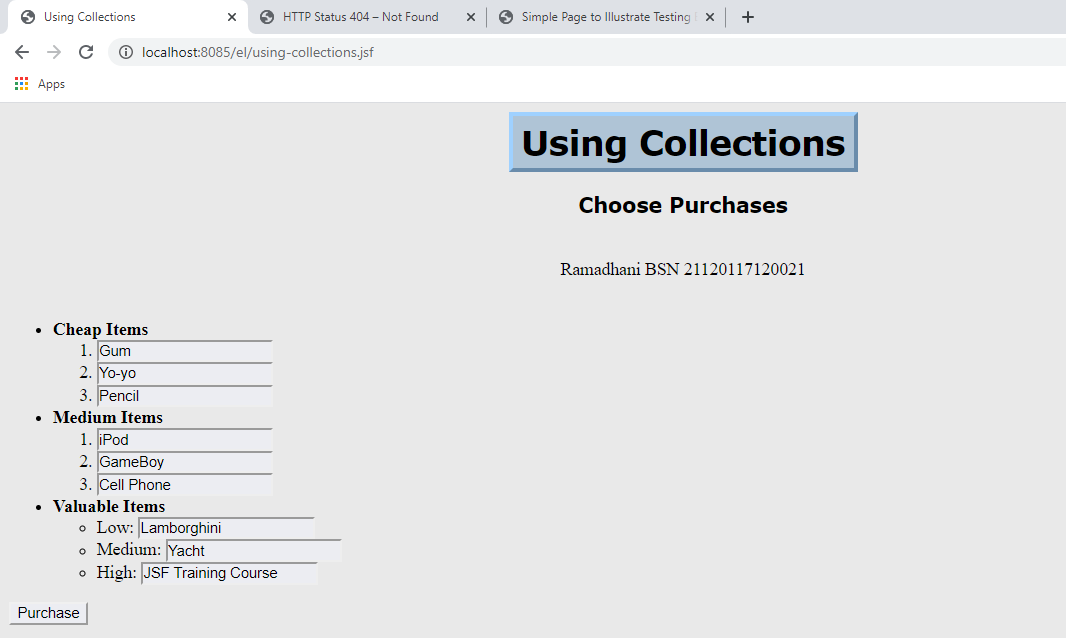 Using Collections
HTTP Status 404 – Not Found
Simple Page to Illustrate Testing
localhost:8085/el/using-collections.jsf
Apps
Using Collections
Choose Purchases
Ramadhani BSN 21120117120021
• Cheap Items
1. Gum
2. Yo-yo
3. Pencil
• Medium Items
1. iPod
2. GameBoy
3. Cell Phone
• Valuable Items
○ Low: Lamborghini
○ Medium: Yacht
○ High: JSF Training Course
Purchase